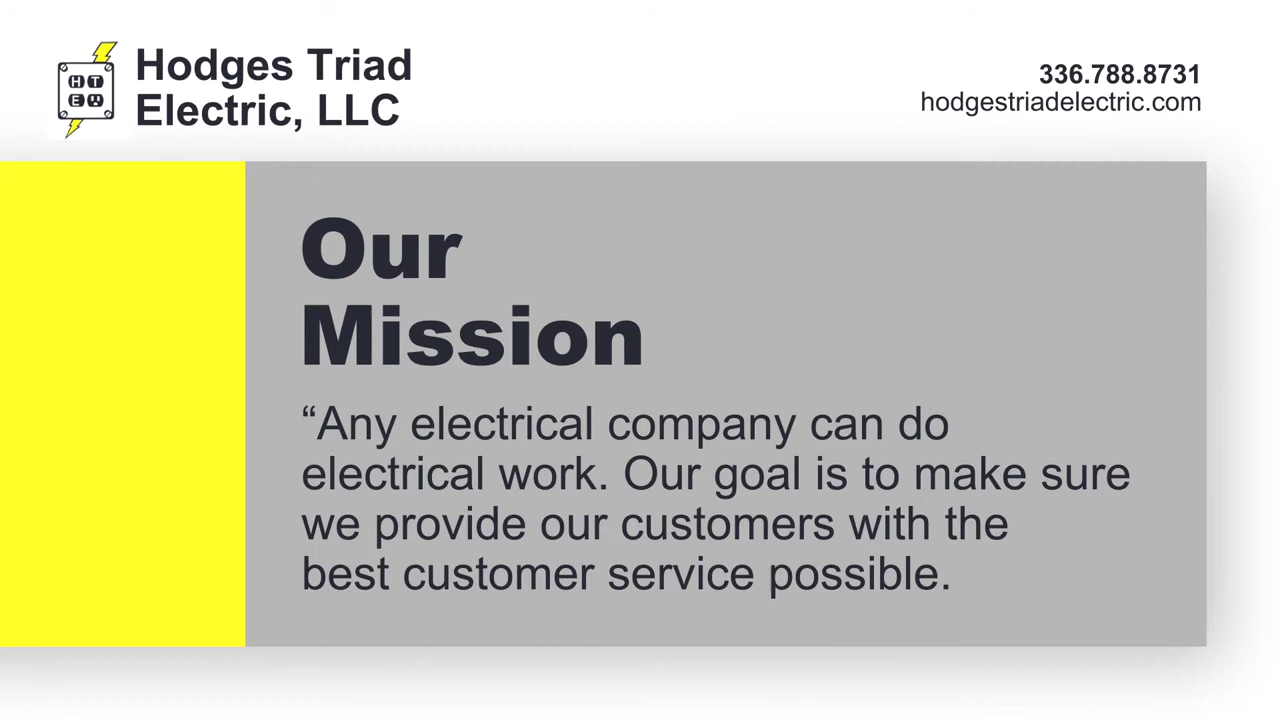 Hodges Triad
Electric, LLC
336.788.8731
hodgestriadelectric.com
Our
Mission
“Any electrical company can do
electrical work. Our goal is to make sure
we provide our customers with the
best customer service possible.